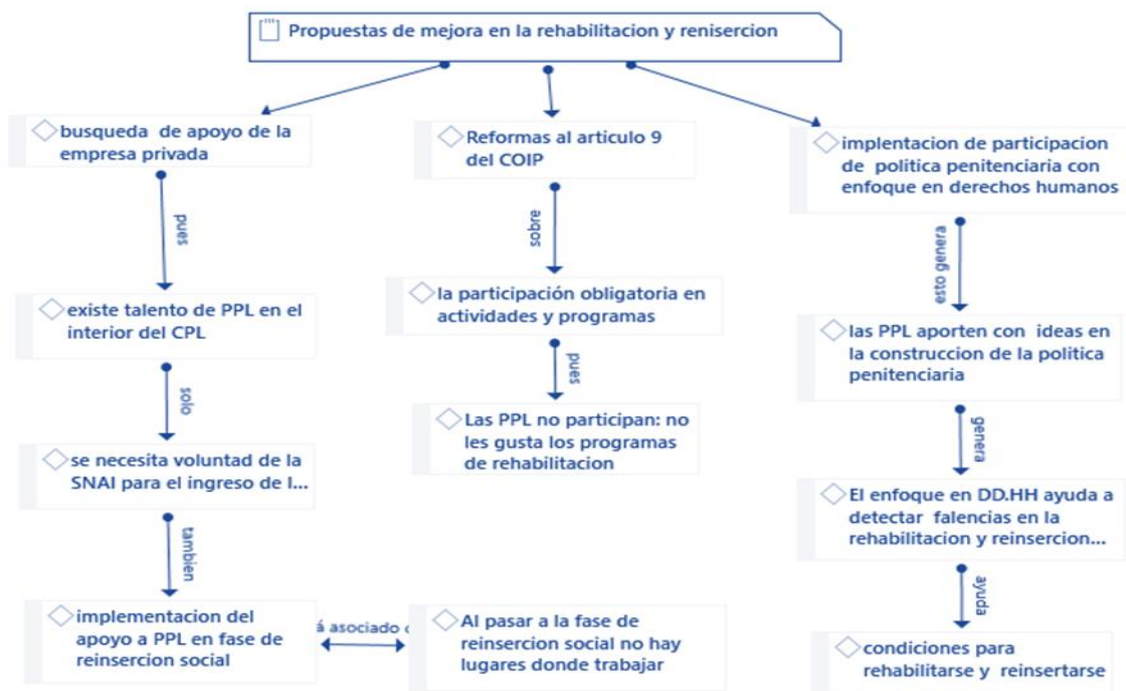 Propuestas de mejora en la rehabilitacion y renisercion
busqueda de apoyo de la
empresa privada
pues
existe talento de PPL en el
interior del CPL
solo
se necesita voluntad de la
SNAI para el ingreso de l...
tambien
implementacion del
apoyo a PPL en fase de
reinsercion social
á asociado c
Al pasar a la fase de
reinsercion social no hay
lugares donde trabajar
Reformas al articulo 9
del COIP
sobre
la participación obligatoria en
actividades y programas
pues
Las PPL no participan: no
les gusta los programas
de rehabilitacion
implentacion de participacion
de politica penitenciaria con
enfoque en derechos humanos
esto genera
las PPL aporten con ideas en
la construccion de la politica
penitenciaria
genera
El enfoque en DD.HH ayuda a
detectar falencias en la
rehabilitacion y reinsercion...
ayuda
condiciones para
rehabilitarse y reinsertarse